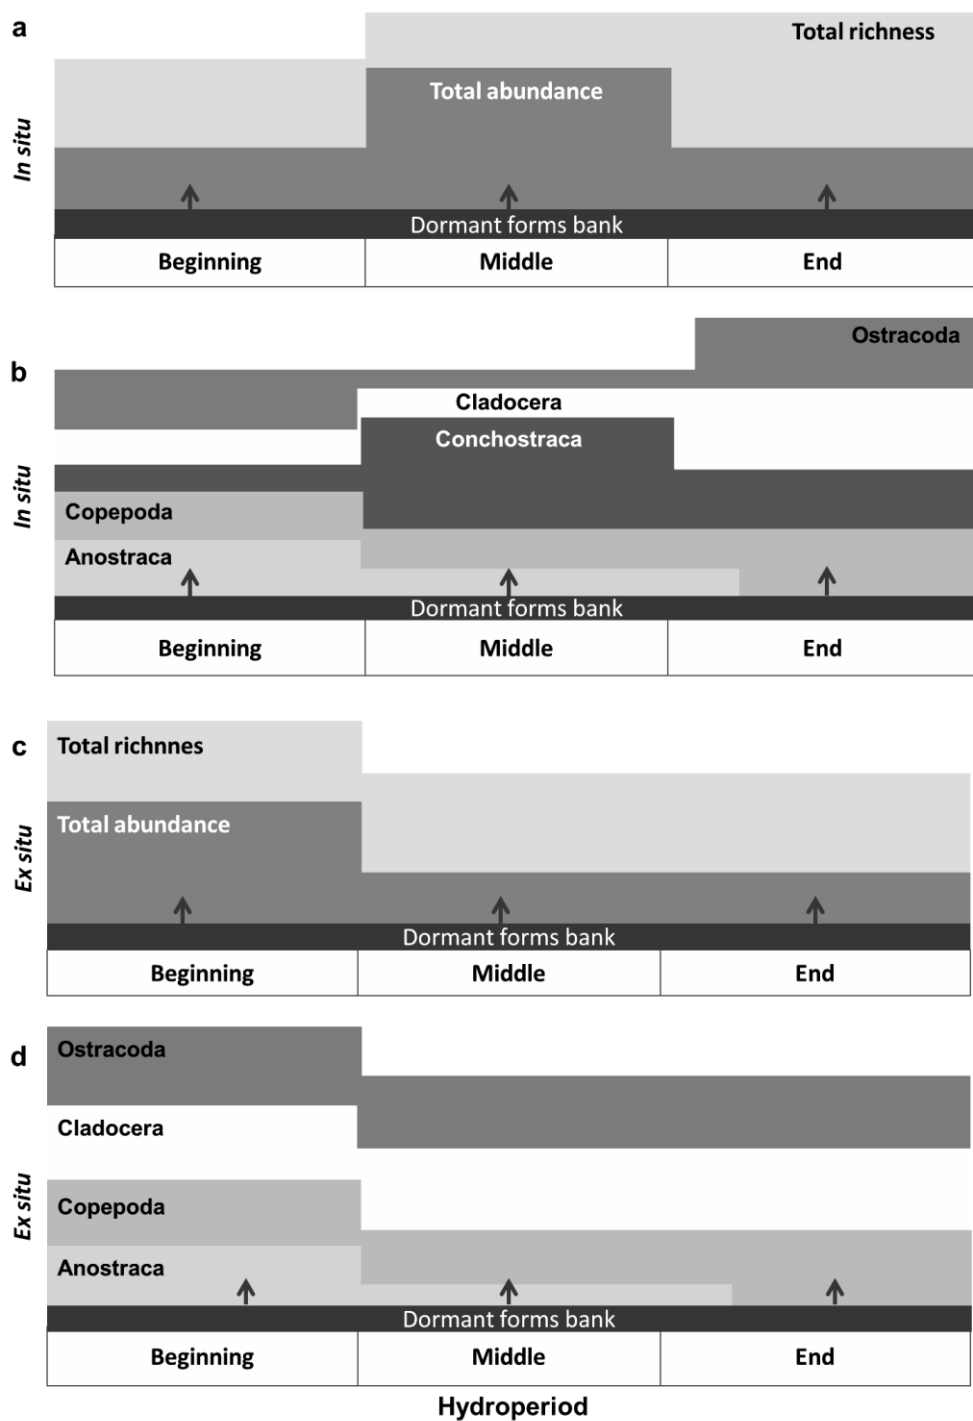 a
Total richness
Total abundance
In situ
Dormant forms bank
Beginning Middle End
b
Ostracoda
Cladocera
Conchostraca
In situ
Copepoda
Anostraca
Dormant forms bank
Beginning Middle End
c
Total richnnes
Total abundance
Ex situ
Dormant forms bank
Beginning Middle End
d
Ostracoda
Cladocera
Ex situ
Copepoda
Anostraca
Dormant forms bank
Beginning Middle End
Hydroperiod